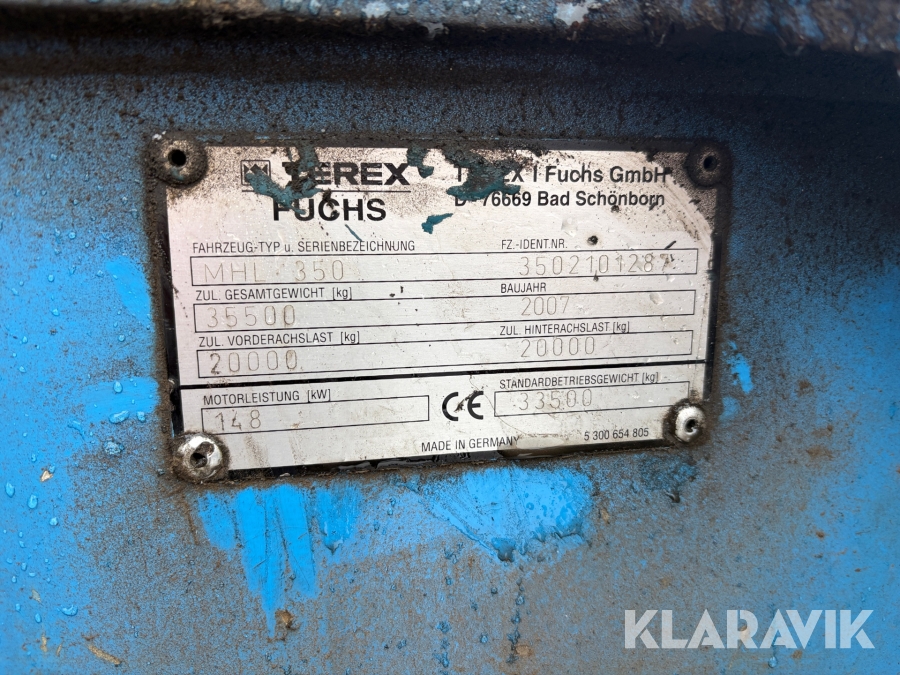 TEREX
FUCHS
TEREX | Fuchs GmbH
D - 76669 Bad Schönborn
FAHRZEUG-TYP u. SERIENBEZEICHNUNG
MHL 350
FZ.-IDENT.NR.
3502101287
ZUL. GESAMTGEWICHT [kg]
35500
BAUJAHR
2007
ZUL. VORDERACHSLAST [kg]
20000
ZUL. HINTERACHSLAST [kg]
20000
MOTORLEISTUNG [kW]
148
CE
STANDARDBETRIEBSGEWICHT [kg]
33500
MADE IN GERMANY
5 300 654 805
KLARAVIK